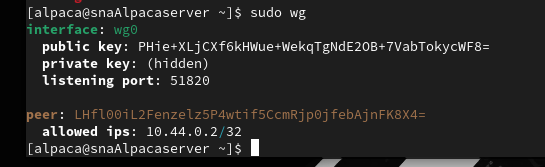 [alpaca@snaAlpacaserver ~]$ sudo wg
interface: wg0
public key: PHie+XLjCXf6kHWue+WekqTgNdE2OB+7VabTokycWF8=
private key: (hidden)
listening port: 51820
peer: LHfl00iL2Fenzelz5P4wtif5CcmRjp0jfebAjnFK8X4=
allowed ips: 10.44.0.2/32
[alpaca@snaAlpacaserver ~]$